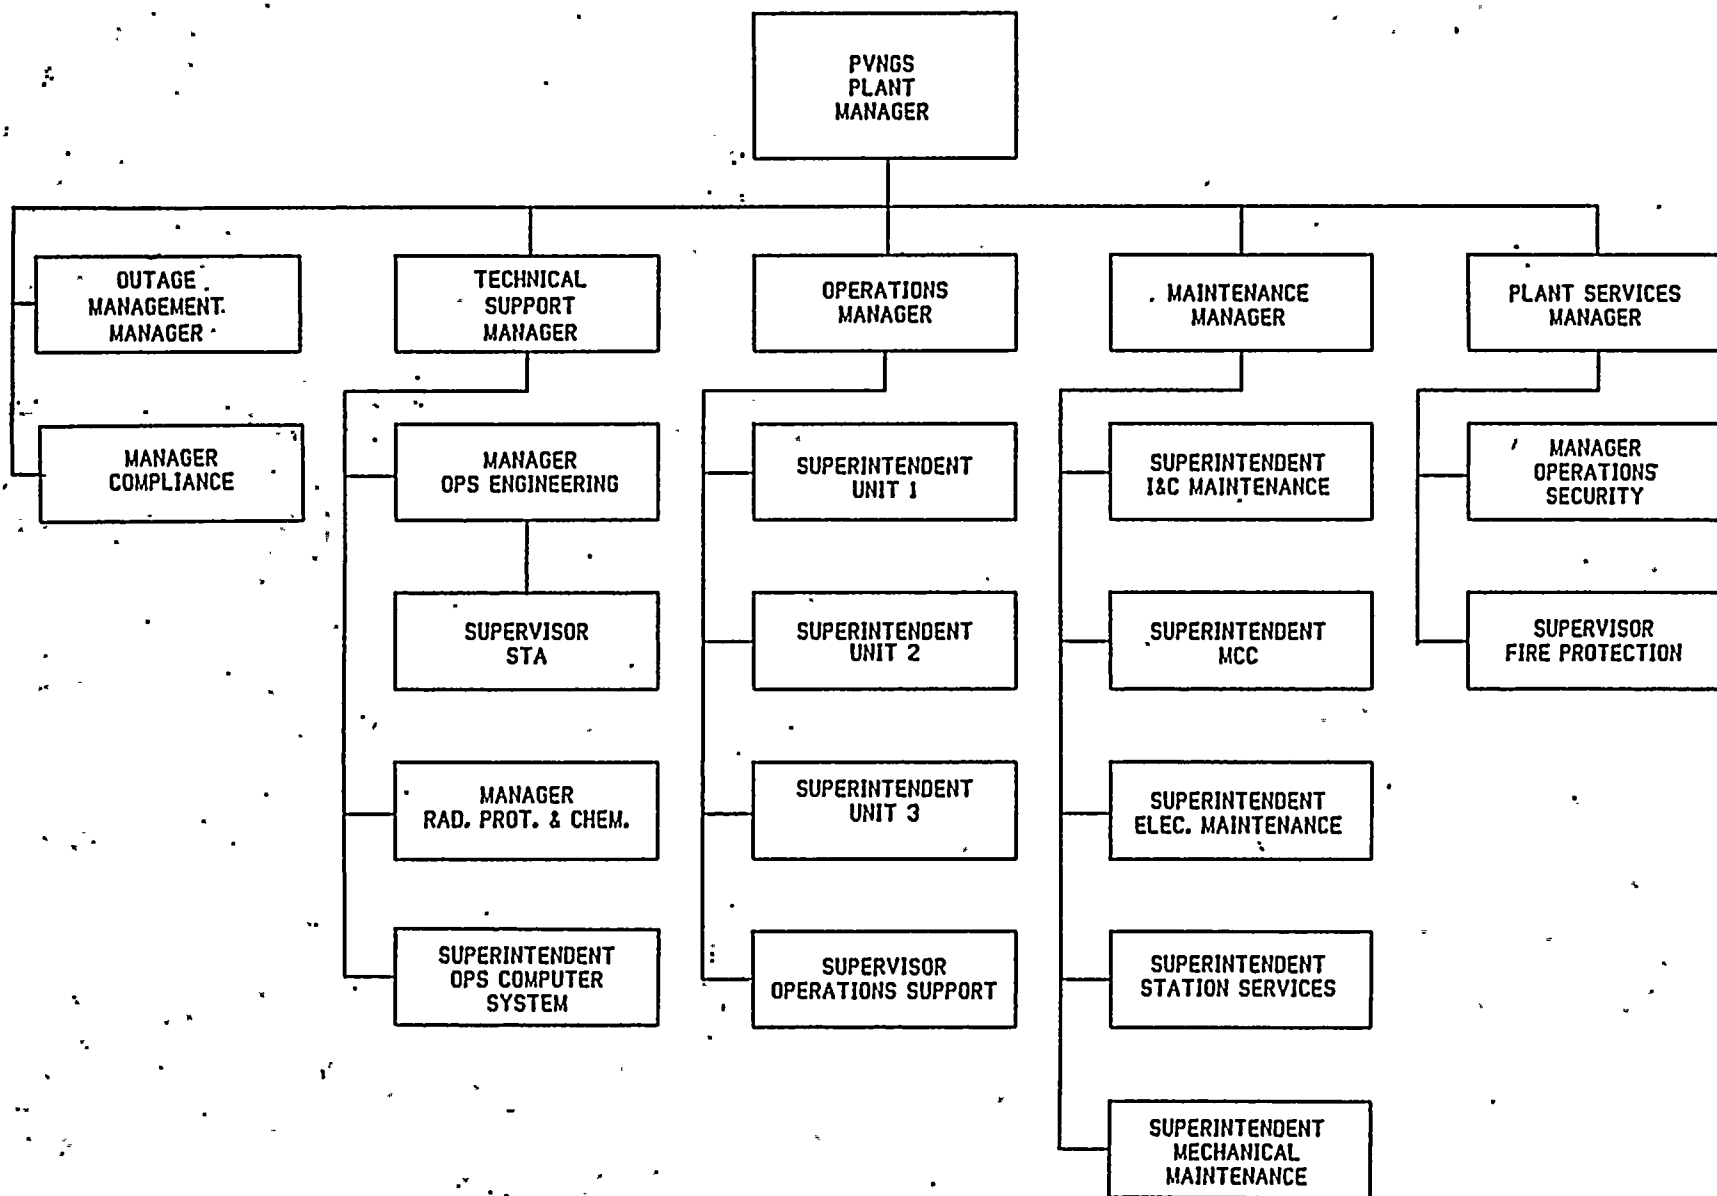 PVNGS
PLANT
MANAGER
OUTAGE
MANAGEMENT
MANAGER
TECHNICAL
SUPPORT
MANAGER
OPERATIONS
MANAGER
MAINTENANCE
MANAGER
PLANT SERVICES
MANAGER
MANAGER
COMPLIANCE
MANAGER
OPS ENGINEERING
SUPERINTENDENT
UNIT 1
SUPERINTENDENT
I&C MAINTENANCE
MANAGER
OPERATIONS
SECURITY
SUPERVISOR
STA
SUPERINTENDENT
UNIT 2
SUPERINTENDENT
MCC
SUPERVISOR
FIRE PROTECTION
MANAGER
RAD. PROT. & CHEM.
SUPERINTENDENT
UNIT 3
SUPERINTENDENT
ELEC. MAINTENANCE
SUPERINTENDENT
OPS COMPUTER
SYSTEM
SUPERVISOR
OPERATIONS SUPPORT
SUPERINTENDENT
STATION SERVICES
SUPERINTENDENT
MECHANICAL
MAINTENANCE